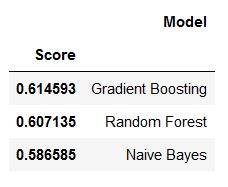 Model
Score
0.614593 Gradient Boosting
0.607135 Random Forest
0.586585 Naive Bayes